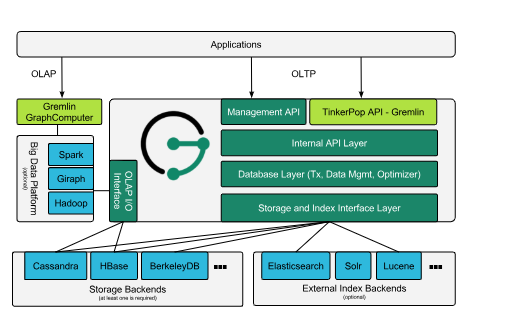 Applications
OLAP
OLTP
Gremlin
GraphComputer
Management API
TinkerPop API - Gremlin
Big Data Platform
(optional)
Spark
Giraph
Hadoop
OLAP I/O
Interface
Internal API Layer
Database Layer (Tx, Data Mgmt, Optimizer)
Storage and Index Interface Layer
Cassandra
HBase
BerkeleyDB
Storage Backends
(at least one is required)
Elasticsearch
Solr
Lucene
External Index Backends
(optional)